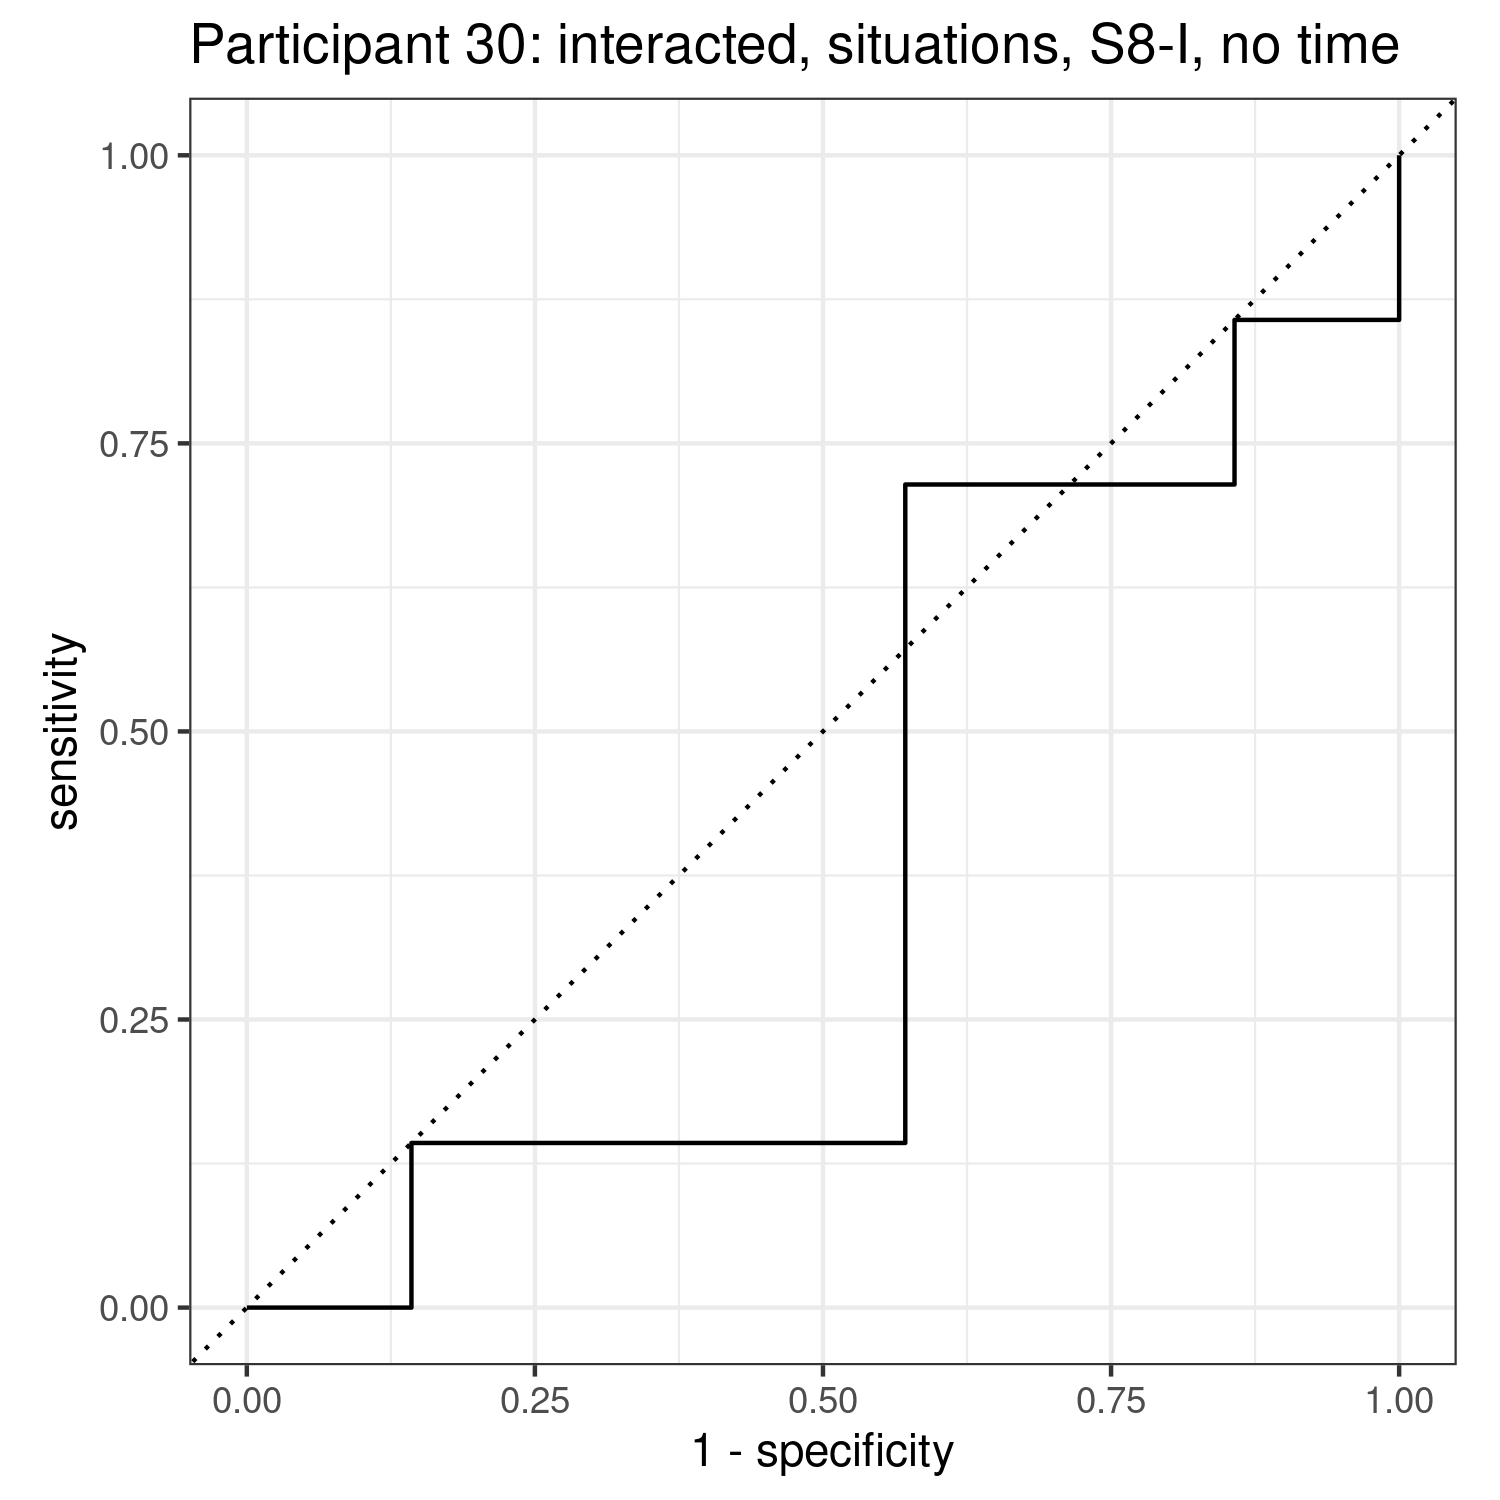 Participant 30: interacted, situations, S8-I, no time
1.00
0.75
0.50
0.25
0.00
sensitivity
0.00 0.25 0.50 0.75 1.00
1 - specificity